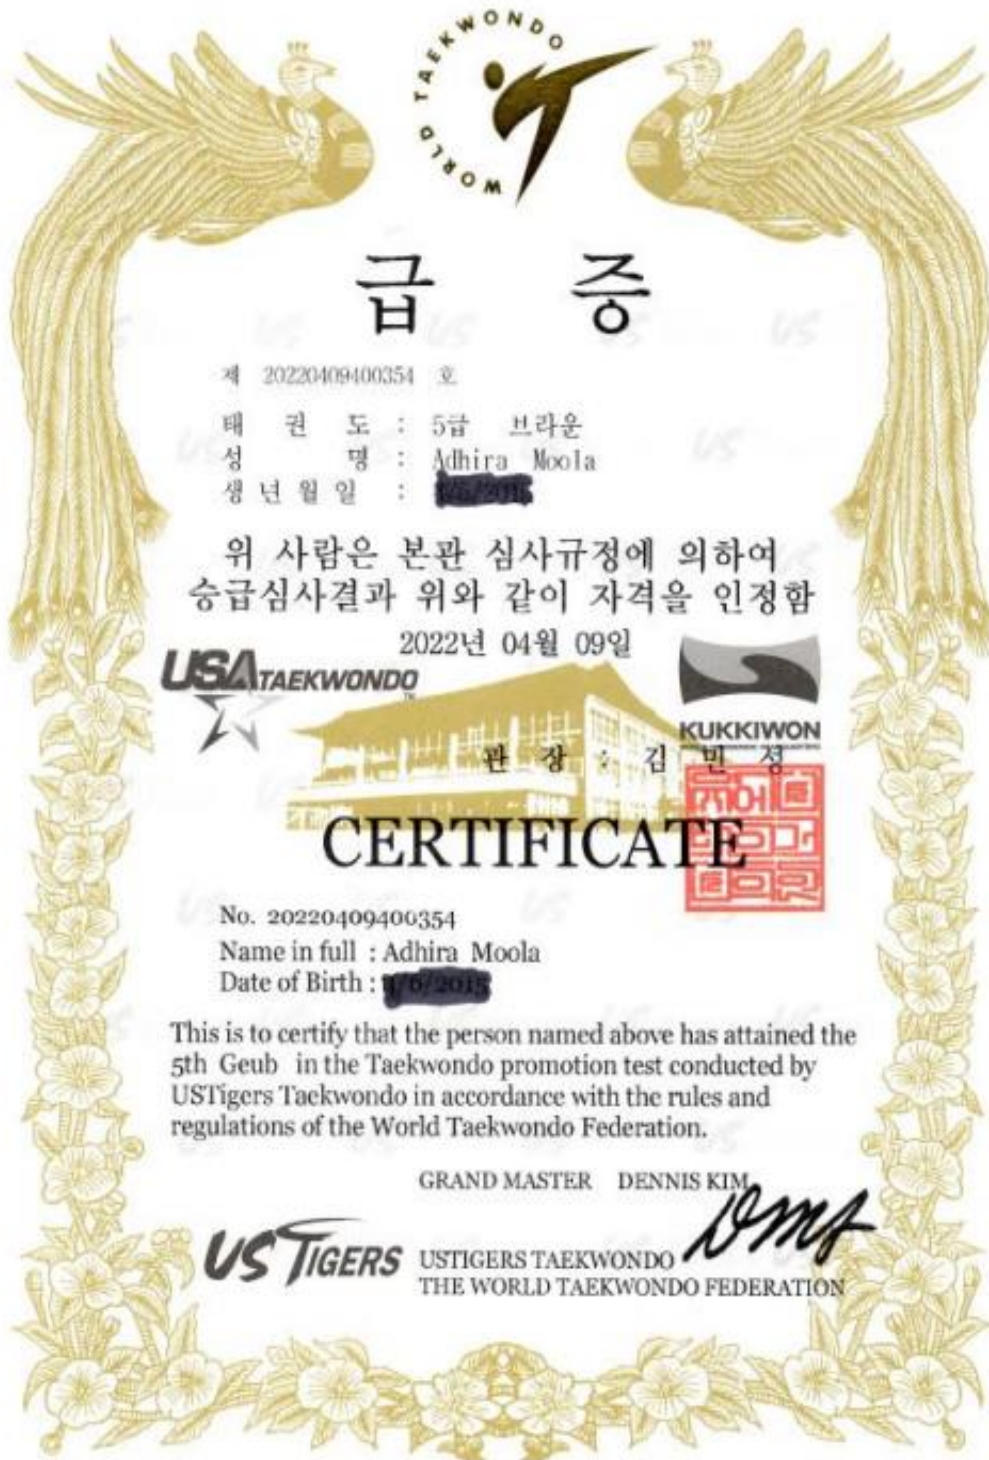 WORLD TAEKWONDO
급 증
제 20220409400354 호
태 권 도 : 5급 브라운
성 명 : Adhira Moola
생 년 월 일 :
위 사람은 본관 심사규정에 의하여
승급심사결과 위와 같이 자격을 인정함
2022년 04월 09일
USA TAEKWONDO
KUKKIWON
관 장 : 김 민 성
CERTIFICATE
No. 20220409400354
Name in full : Adhira Moola
Date of Birth :
This is to certify that the person named above has attained the
5th Geub in the Taekwondo promotion test conducted by
USTigers Taekwondo in accordance with the rules and
regulations of the World Taekwondo Federation.
GRAND MASTER DENNIS KIM
US TIGERS
USTIGERS TAEKWONDO
THE WORLD TAEKWONDO FEDERATION